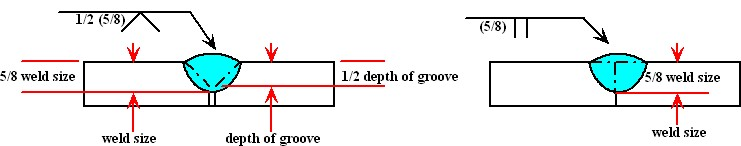 1/2 (5/8)
(5/8)
5/8 weld size
1/2 depth of groove
5/8 weld size
weld size
depth of groove
weld size